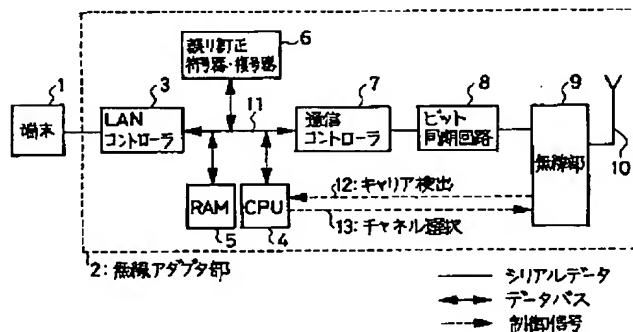 6
誤り訂正
符号器・復号器
1
端末
3
LAN
コントローラ
11
7
通信
コントローラ
8
ビット
同期回路
9
無線部
10
RAM
5
CPU
4
12:キャリア検出
13:チャネル選択
2:無線アダプタ部
シリアルデータ
データバス
制御信号